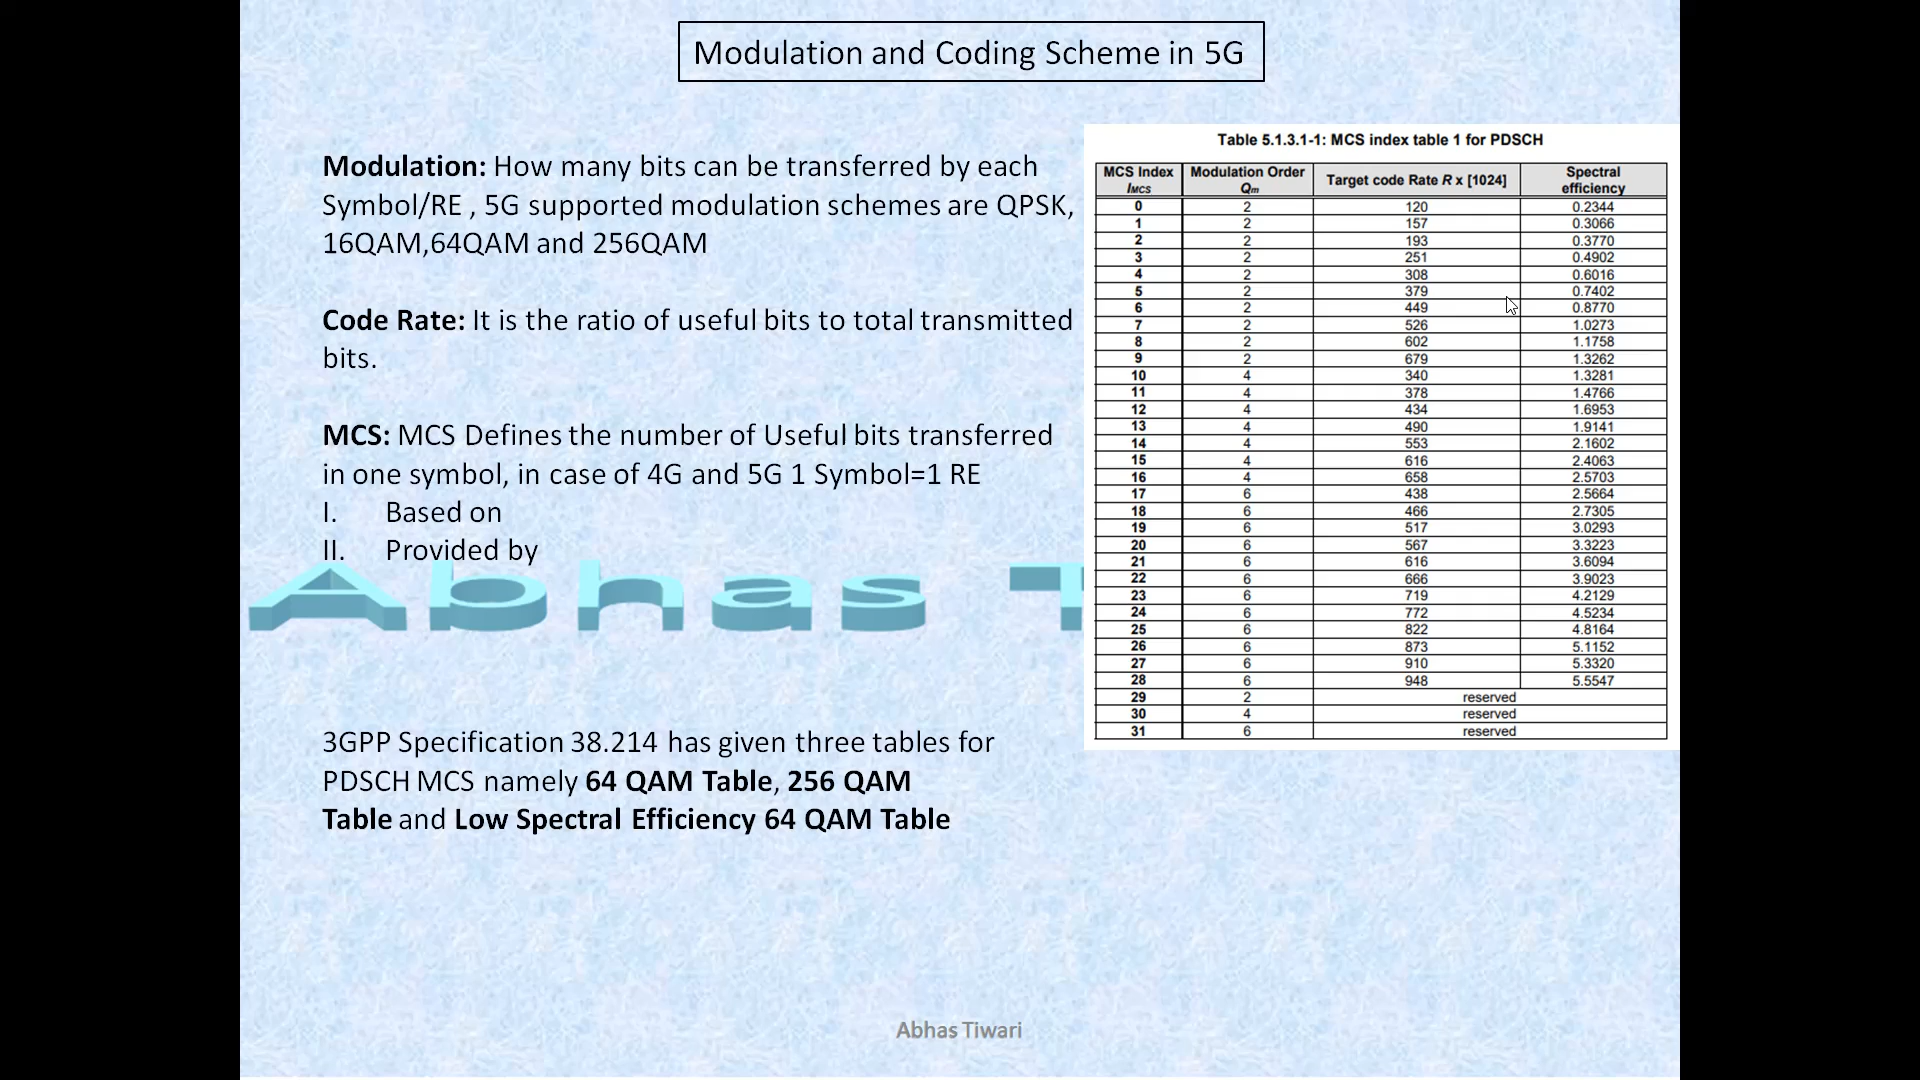 Modulation and Coding Scheme in 5G
Modulation: How many bits can be transferred by each
Symbol/RE , 5G supported modulation schemes are QPSK,
16QAM,64QAM and 256QAM
Code Rate: It is the ratio of useful bits to total transmitted
bits.
MCS: MCS Defines the number of Useful bits transferred
in one symbol, in case of 4G and 5G 1 Symbol=1 RE
I. Based on
II. Provided by
Abhas T
3GPP Specification 38.214 has given three tables for
PDSCH MCS namely 64 QAM Table, 256 QAM
Table and Low Spectral Efficiency 64 QAM Table
Table 5.1.3.1-1: MCS index table 1 for PDSCH
MCS Index IMCS Modulation Order Qm Target code Rate R x [1024] Spectral efficiency
0 2 120 0.2344
1 2 157 0.3066
2 2 193 0.3770
3 2 251 0.4902
4 2 308 0.6016
5 2 379 0.7402
6 2 449 0.8770
7 2 526 1.0273
8 2 602 1.1758
9 2 679 1.3262
10 4 340 1.3281
11 4 378 1.4766
12 4 434 1.6953
13 4 490 1.9141
14 4 553 2.1602
15 4 616 2.4063
16 4 658 2.5703
17 6 438 2.5664
18 6 466 2.7305
19 6 517 3.0293
20 6 567 3.3223
21 6 616 3.6094
22 6 666 3.9023
23 6 719 4.2129
24 6 772 4.5234
25 6 822 4.8164
26 6 873 5.1152
27 6 910 5.3320
28 6 948 5.5547
29 2 reserved
30 4 reserved
31 6 reserved
Abhas Tiwari